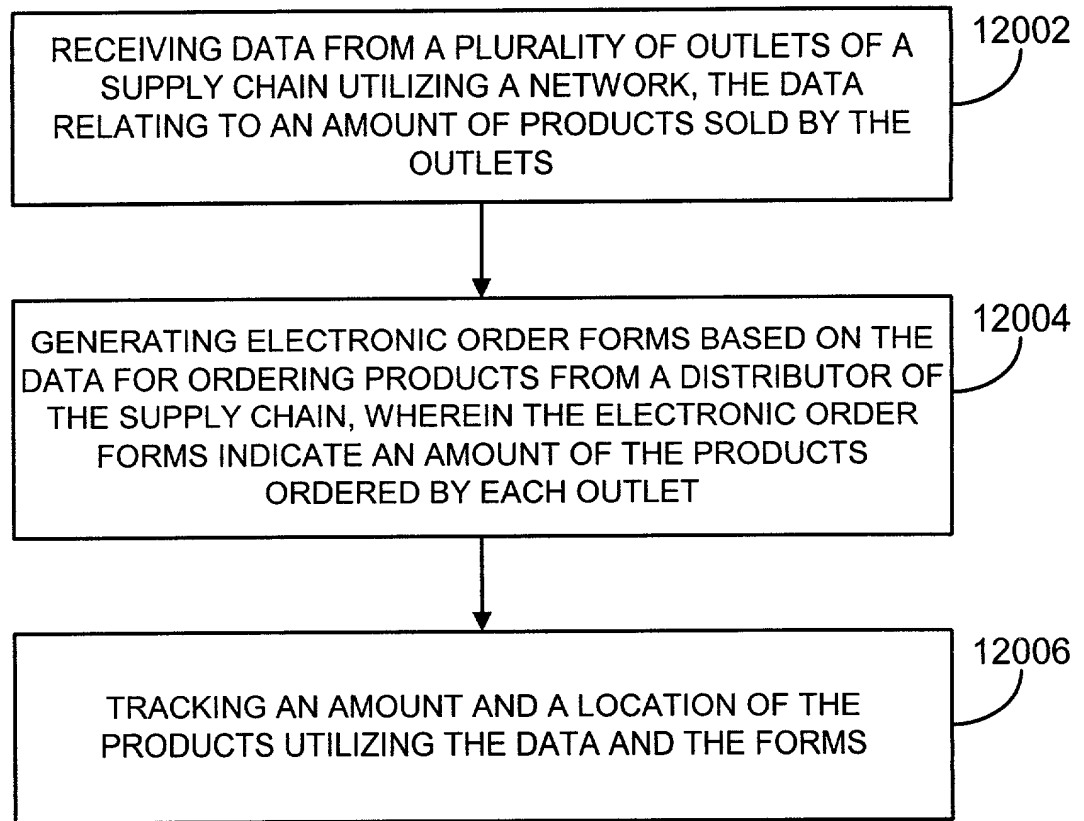 RECEIVING DATA FROM A PLURALITY OF OUTLETS OF A
SUPPLY CHAIN UTILIZING A NETWORK, THE DATA
RELATING TO AN AMOUNT OF PRODUCTS SOLD BY THE
OUTLETS
12002
GENERATING ELECTRONIC ORDER FORMS BASED ON THE
DATA FOR ORDERING PRODUCTS FROM A DISTRIBUTOR OF
THE SUPPLY CHAIN, WHEREIN THE ELECTRONIC ORDER
FORMS INDICATE AN AMOUNT OF THE PRODUCTS
ORDERED BY EACH OUTLET
12004
TRACKING AN AMOUNT AND A LOCATION OF THE
PRODUCTS UTILIZING THE DATA AND THE FORMS
12006